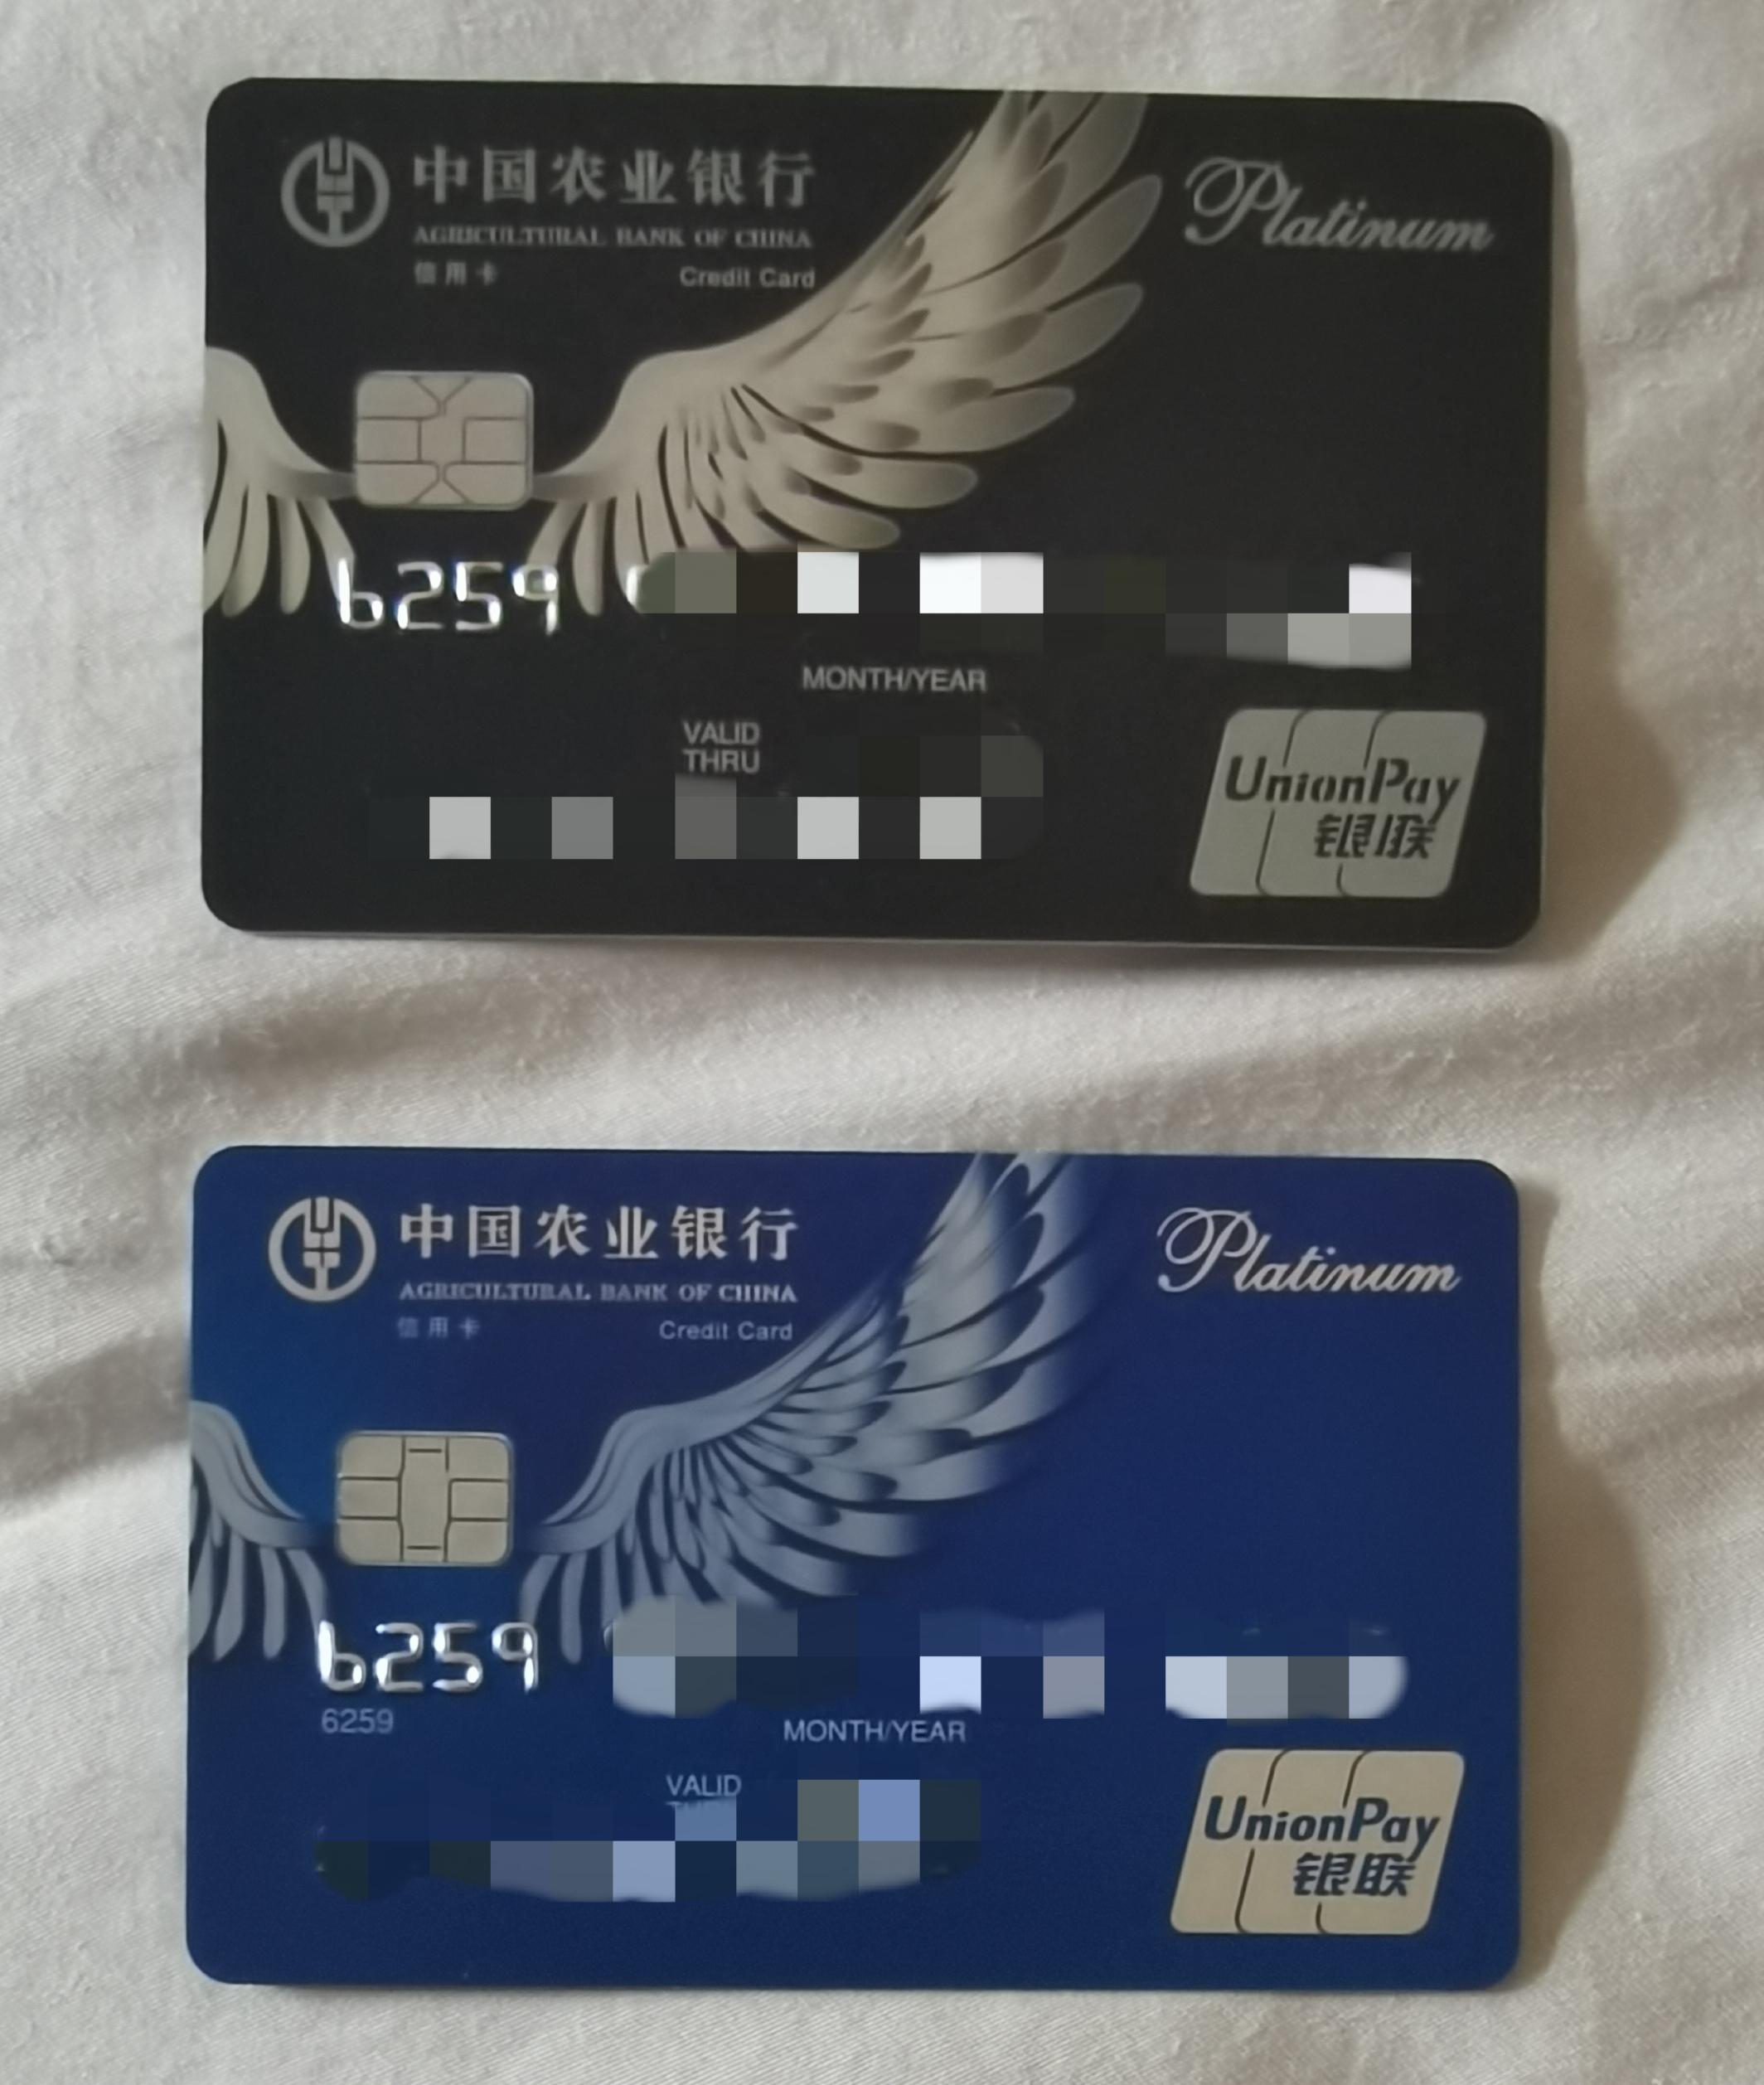 中国农业银行
AGRICULTURAL BANK OF CHINA
信用卡 Credit Card
Platinum
6259
MONTH/YEAR
VALID
THRU
UnionPay
银联
中国农业银行
AGRICULTURAL BANK OF CHINA
信用卡 Credit Card
Platinum
6259
6259
MONTH/YEAR
VALID
UnionPay
银联